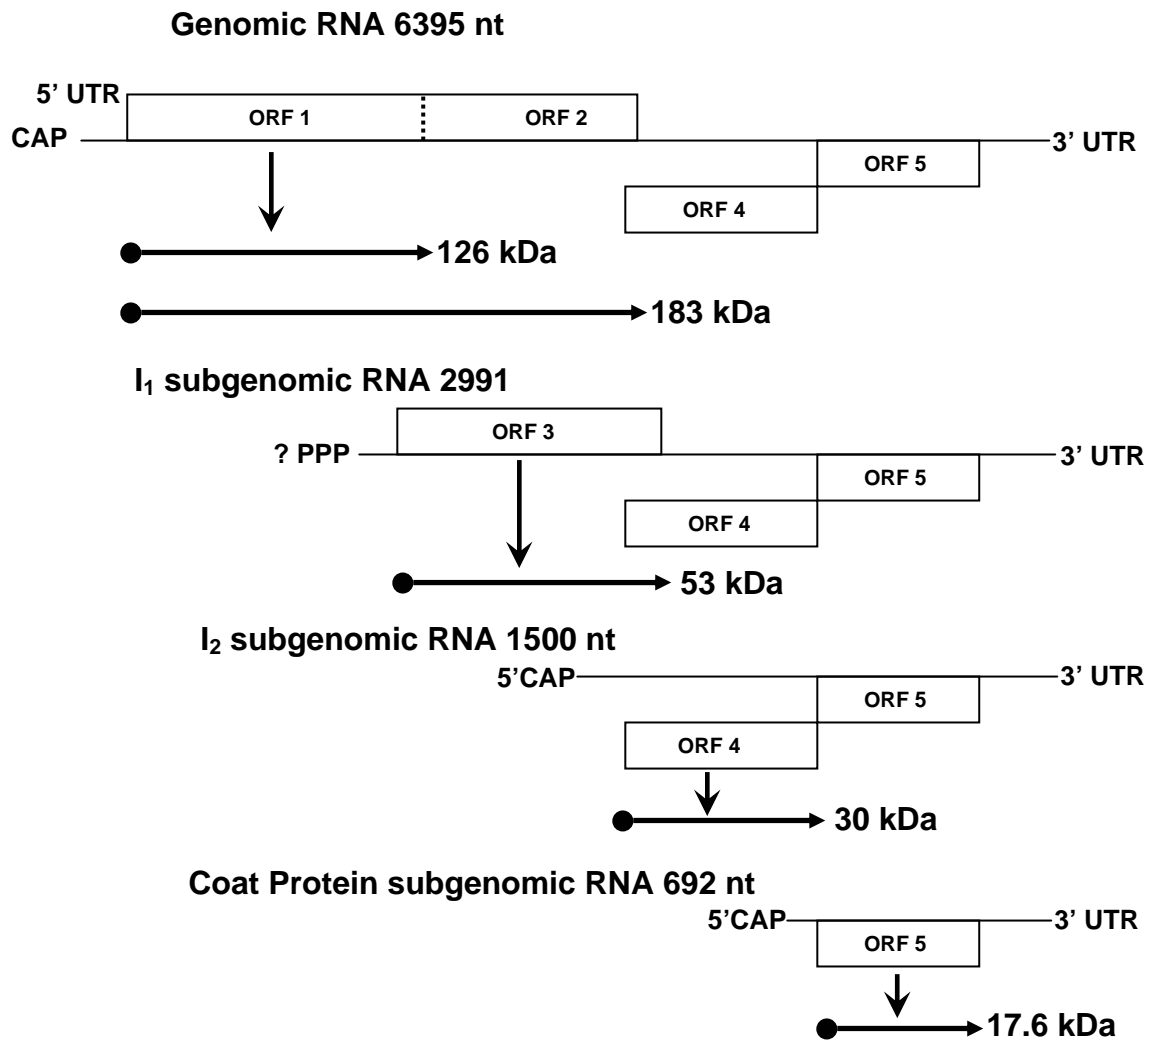 Genomic RNA 6395 nt
5’ UTR
ORF 1
ORF 2
CAP
3’ UTR
ORF 5
ORF 4
126 kDa
183 kDa
I₁ subgenomic RNA 2991
ORF 3
? PPP
3’ UTR
ORF 5
ORF 4
53 kDa
I₂ subgenomic RNA 1500 nt
5’CAP
3’ UTR
ORF 5
ORF 4
30 kDa
Coat Protein subgenomic RNA 692 nt
5’CAP
3’ UTR
ORF 5
17.6 kDa